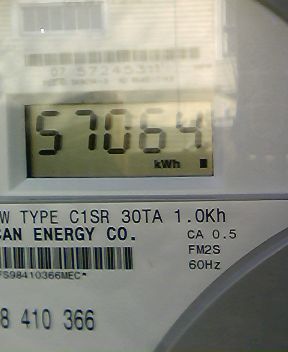 57064
kWh
W TYPE C1SR 30TA 1.0Kh
CAN ENERGY CO.
CA 0.5
FM2S
60Hz
8 410 366